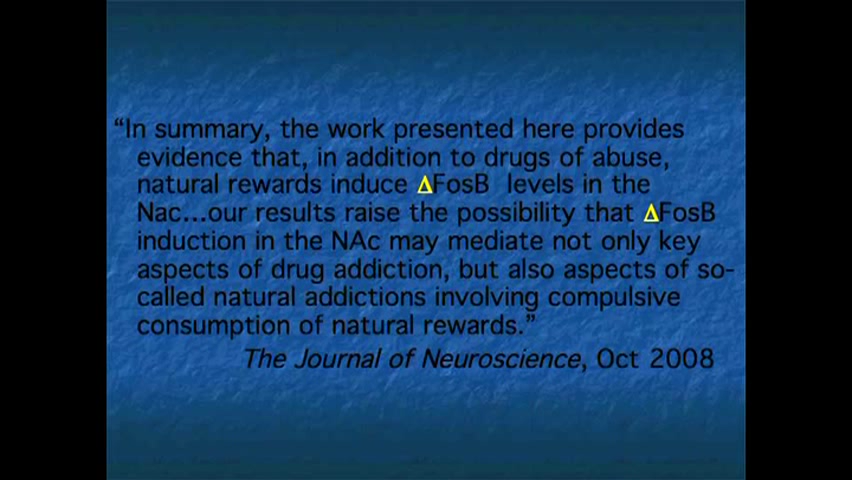 “In summary, the work presented here provides
evidence that, in addition to drugs of abuse,
natural rewards induce ΔFosB levels in the
Nac...our results raise the possibility that ΔFosB
induction in the NAc may mediate not only key
aspects of drug addiction, but also aspects of so-
called natural addictions involving compulsive
consumption of natural rewards.”
The Journal of Neuroscience, Oct 2008